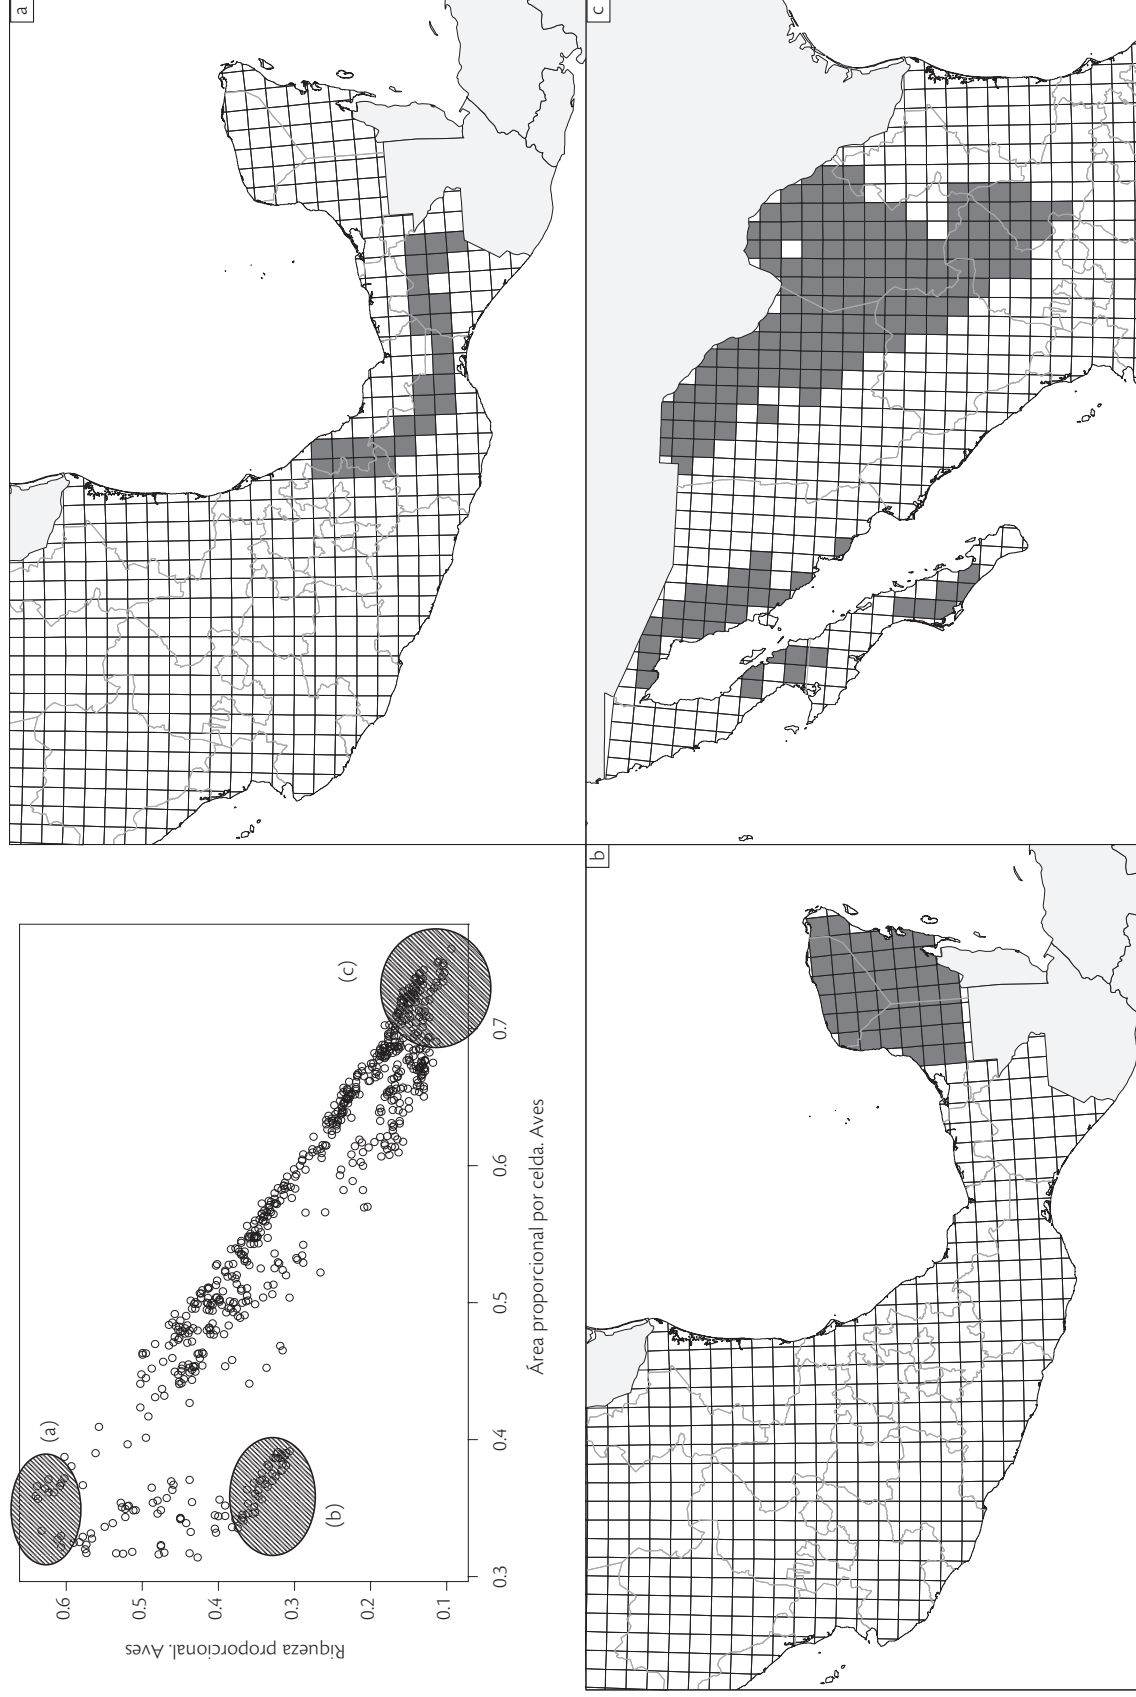 Riqueza proporcional. Aves
0.6
0.5
0.4
0.3
0.2
0.1
(a)
(b)
(c)
0.3
0.4
0.5
0.6
0.7
Área proporcional por celda. Aves
a
b
c